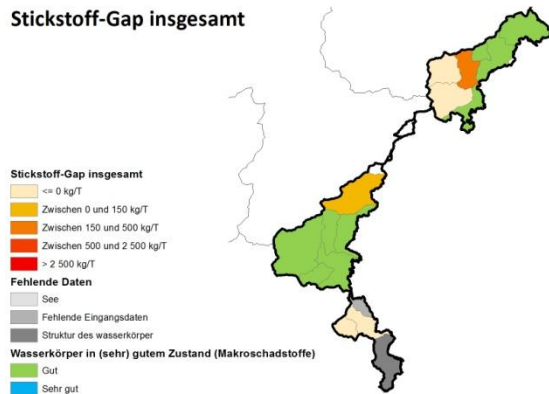 Stickstoff-Gap insgesamt
Stickstoff-Gap insgesamt
<= 0 kg/T
Zwischen 0 und 150 kg/T
Zwischen 150 und 500 kg/T
Zwischen 500 und 2 500 kg/T
> 2 500 kg/T
Fehlende Daten
See
Fehlende Eingangsdaten
Struktur des wasserkörper
Wasserkörper in (sehr) gutem Zustand (Makroschadstoffe)
Gut
Sehr gut